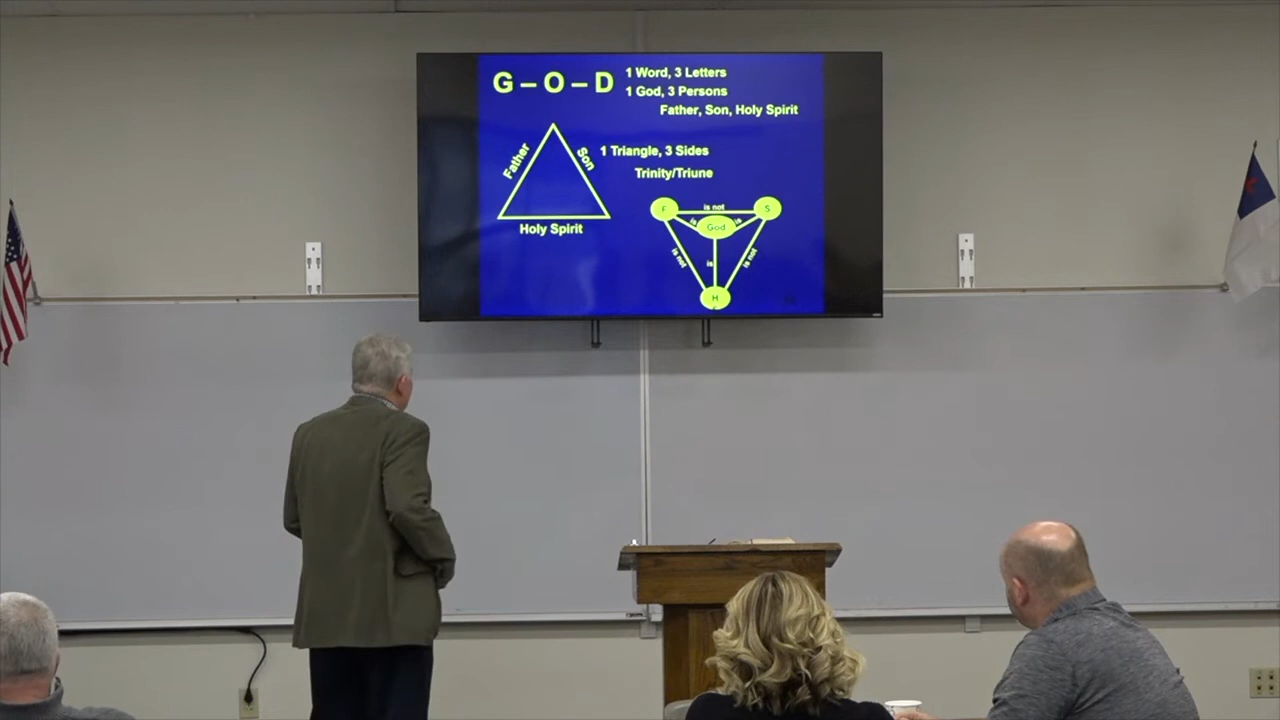 G – O – D
1 Word, 3 Letters
1 God, 3 Persons
Father, Son, Holy Spirit
Father
Son
Holy Spirit
1 Triangle, 3 Sides
Trinity/Triune
F
is not
S
is
God
is
is not
is
is not
H